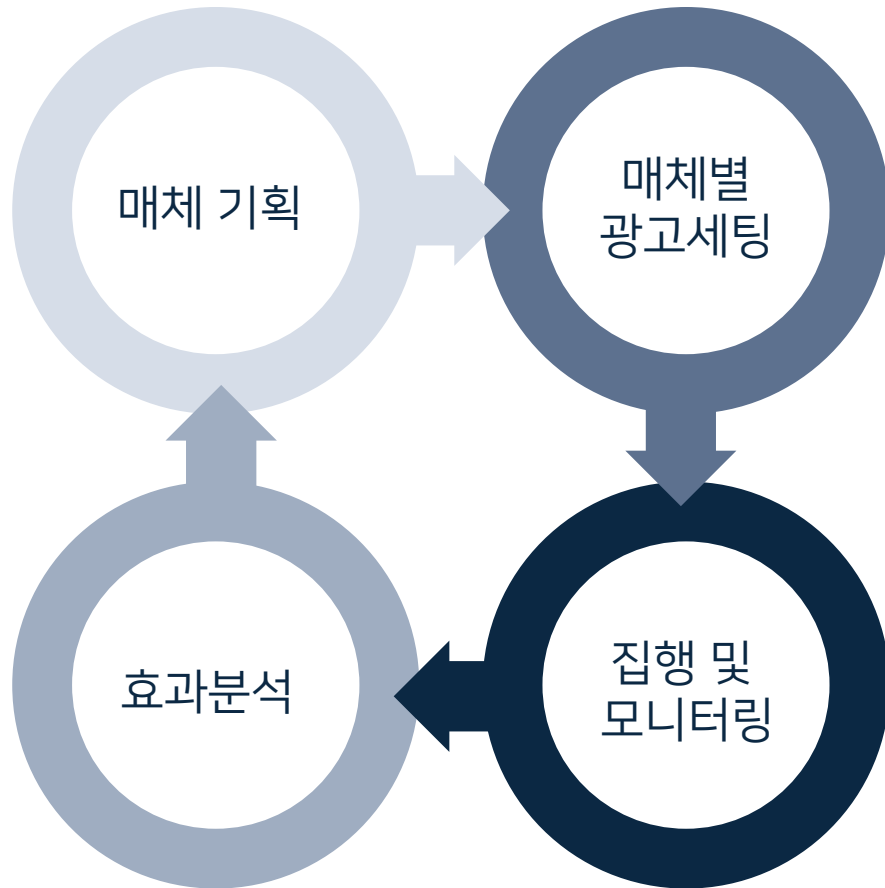 매체 기획
매체별
광고세팅
집행 및
모니터링
효과분석